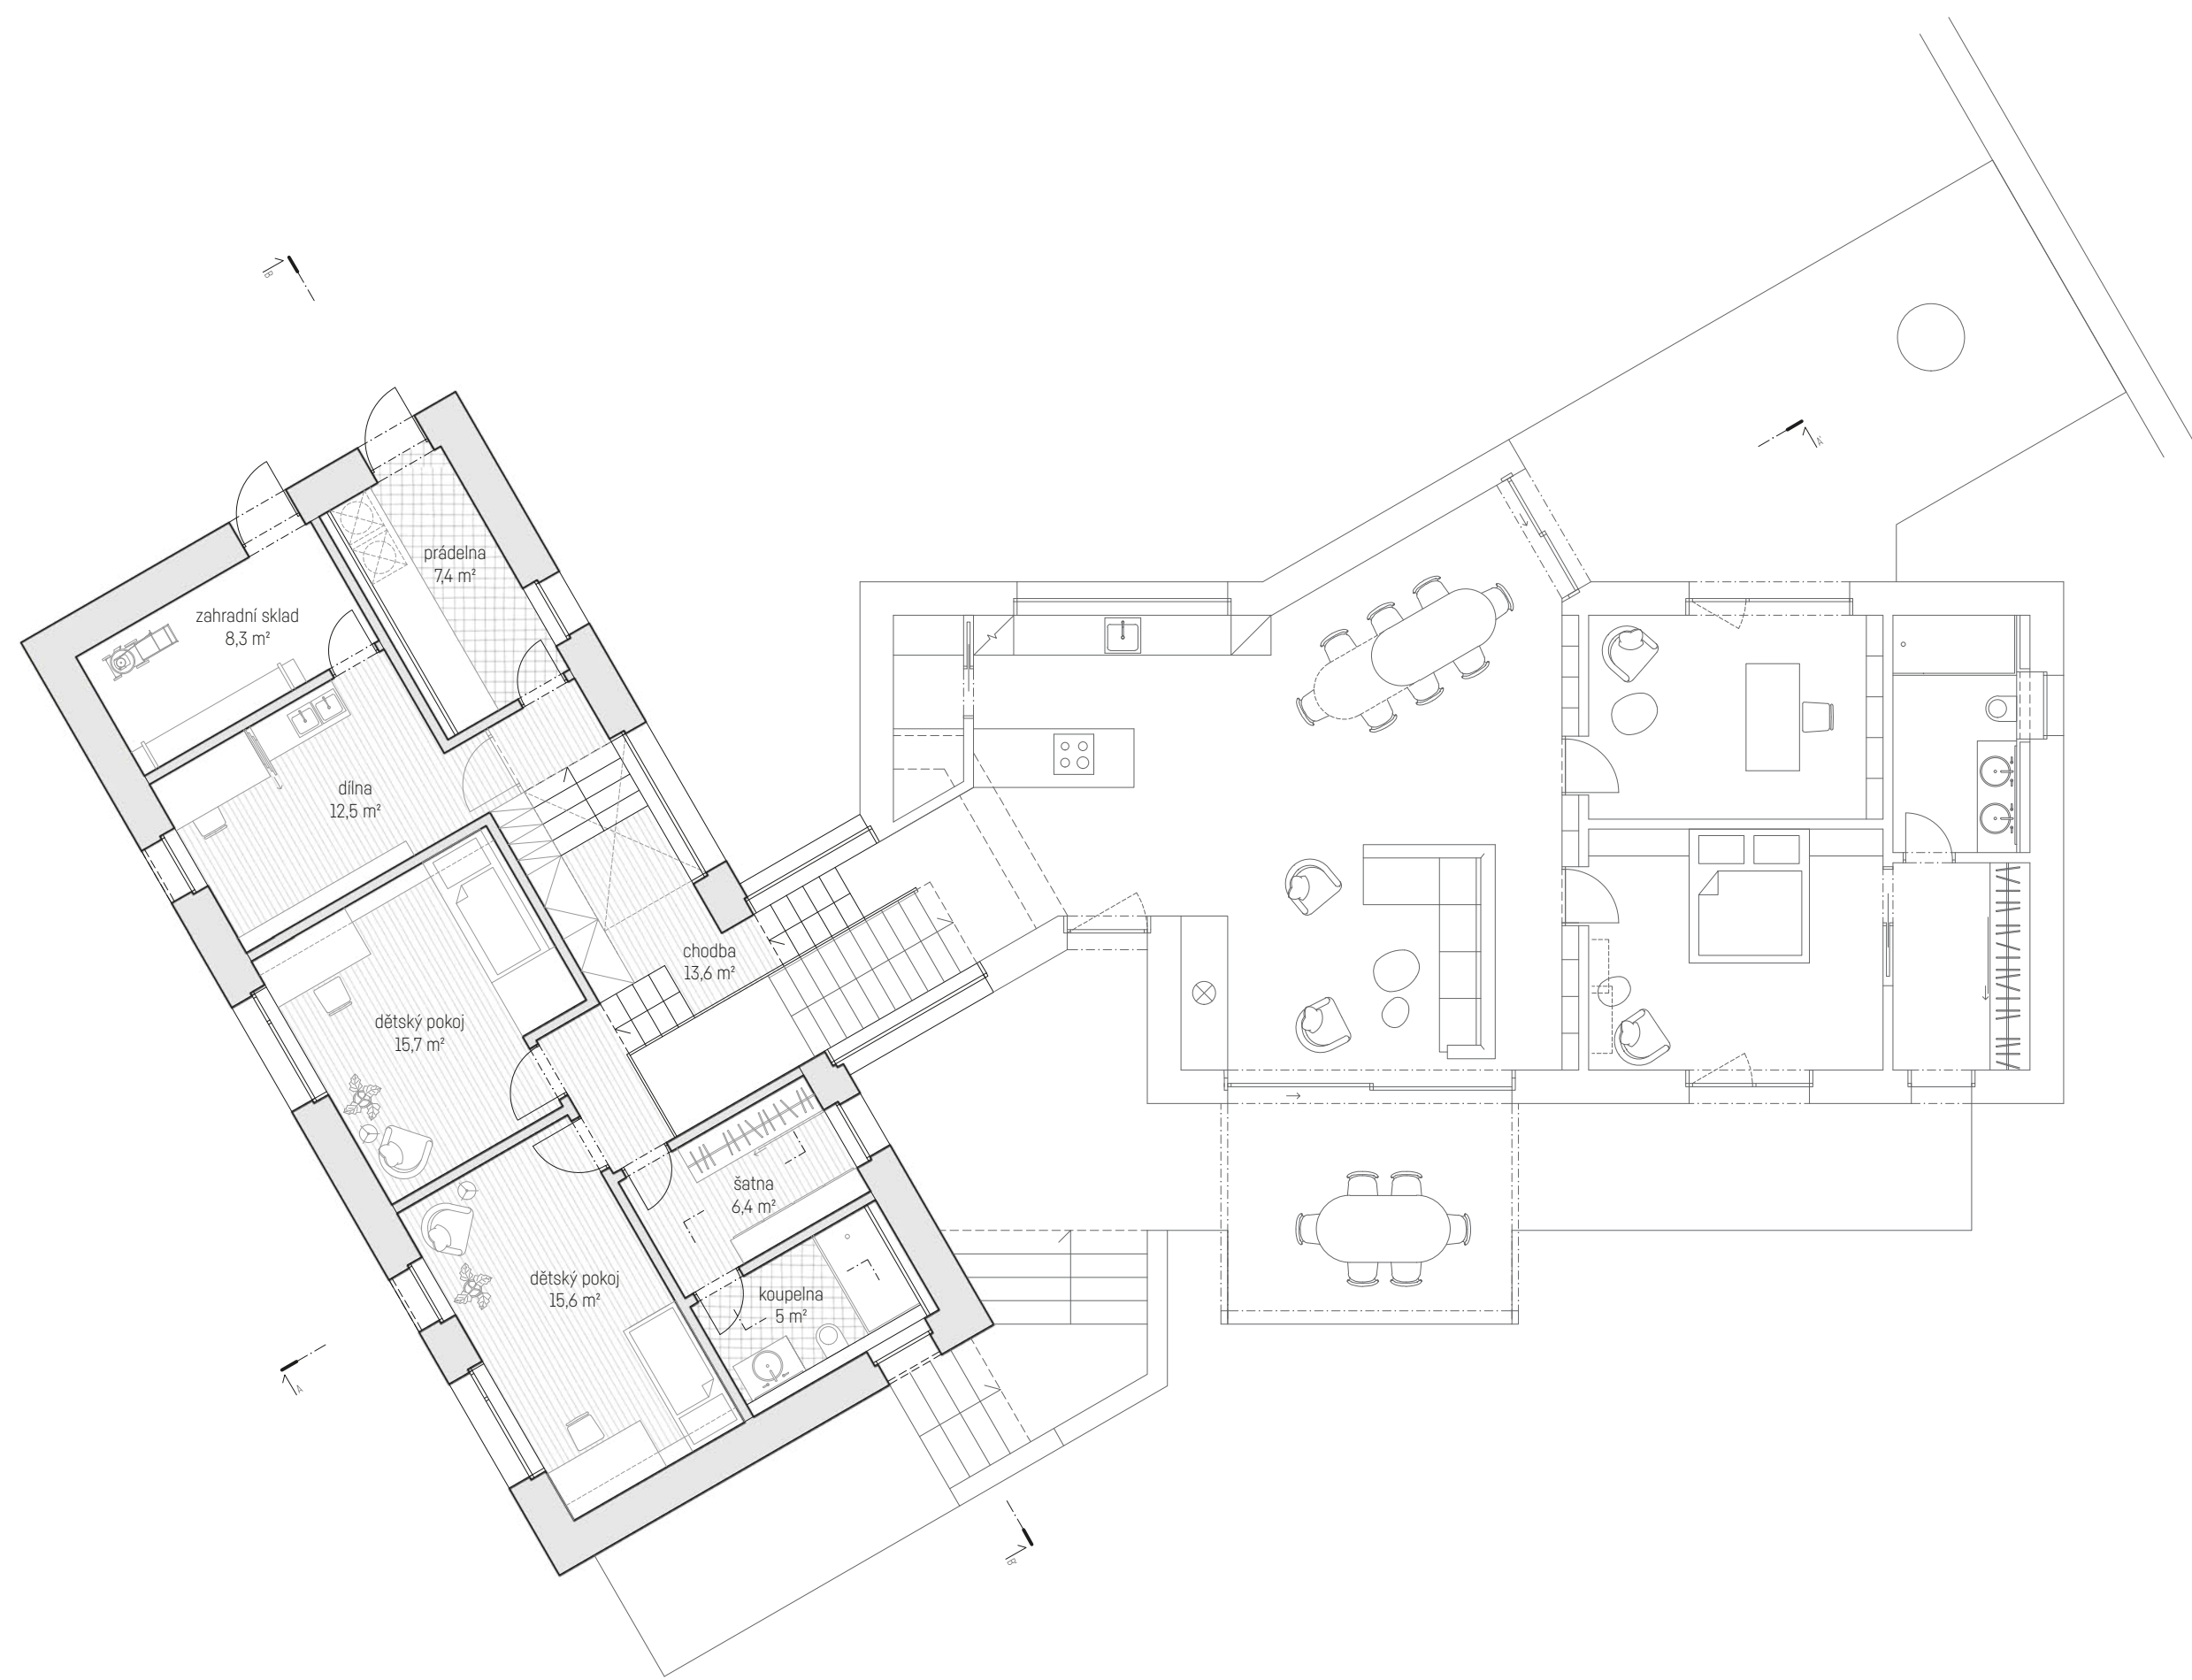 B
A'
prádelna
7,4 m²
zahradní sklad
8,3 m²
dílna
12,5 m²
chodba
13,6 m²
dětský pokoj
15,7 m²
šatna
6,4 m²
dětský pokoj
15,6 m²
koupelna
5 m²
A
B'